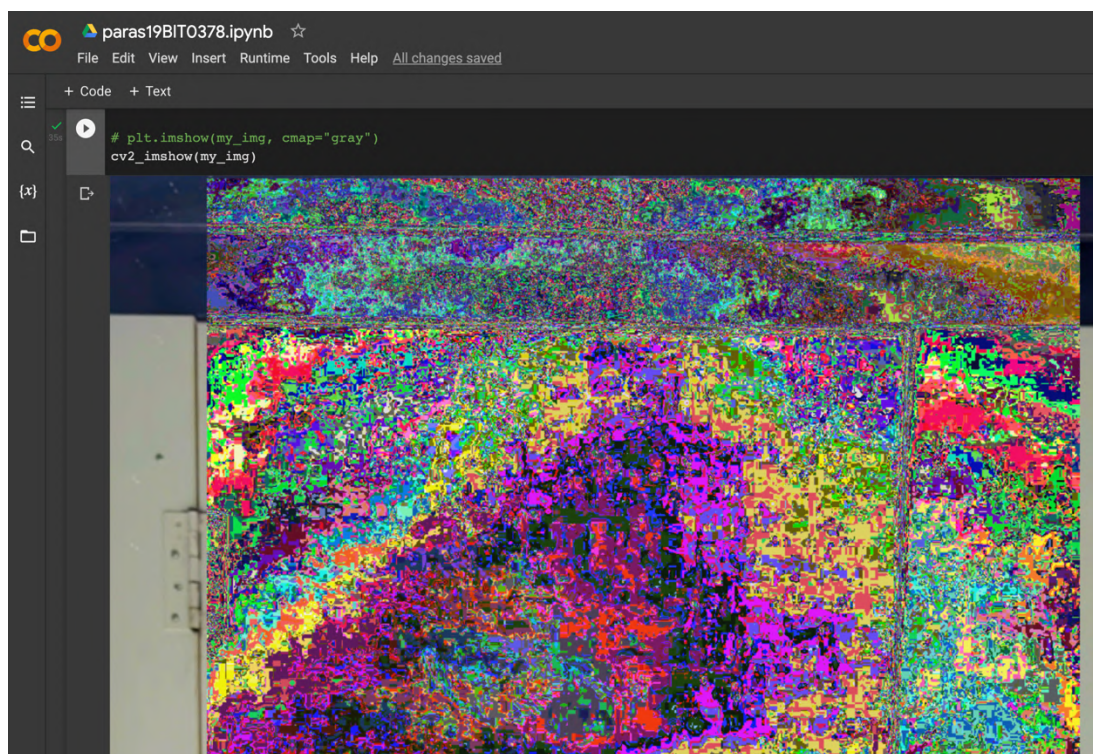 CO paras19BIT0378.ipynb
File Edit View Insert Runtime Tools Help All changes saved
+ Code + Text
35s
# plt.imshow(my_img, cmap="gray")
cv2_imshow(my_img)
{x}